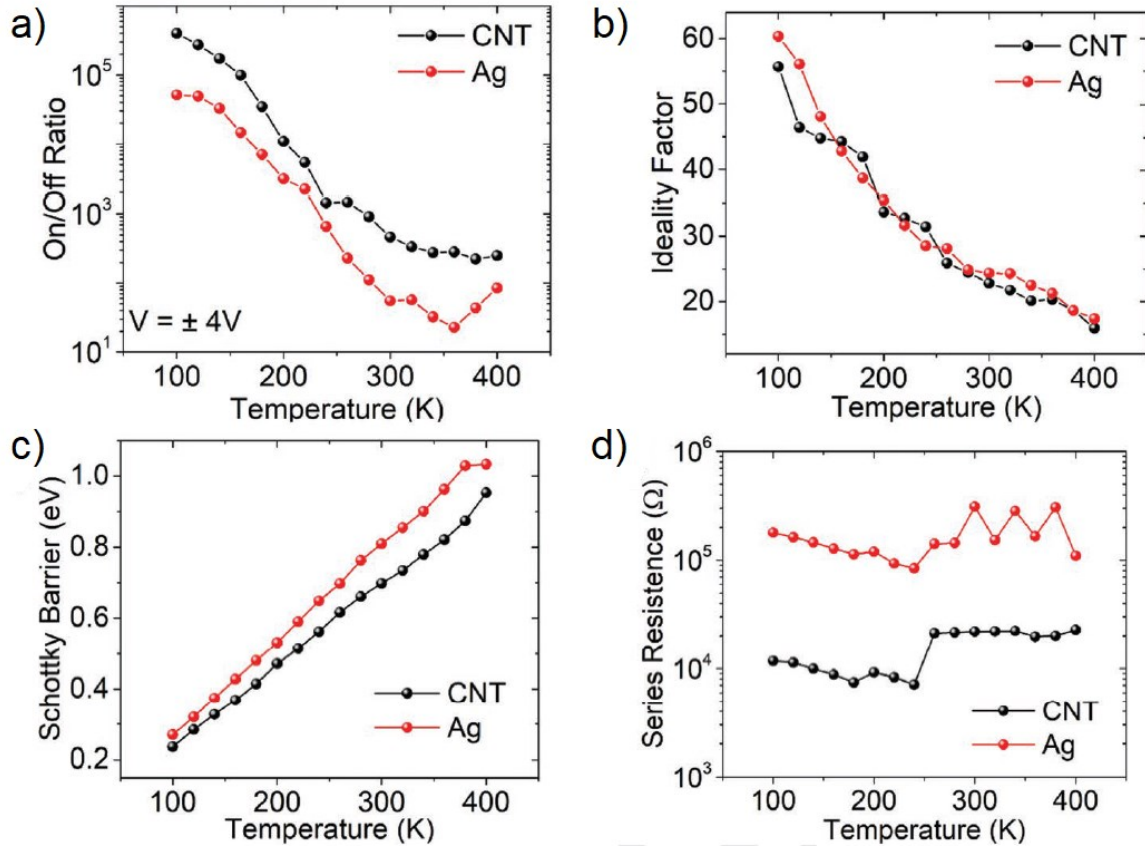 a)
10^5
10^3
10^1
On/Off Ratio
CNT
Ag
V = ± 4V
100 200 300 400
Temperature (K)
b)
60
50
40
30
20
Ideality Factor
CNT
Ag
100 200 300 400
Temperature (K)
c)
1.0
0.8
0.6
0.4
0.2
Schottky Barrier (eV)
CNT
Ag
100 200 300 400
Temperature (K)
d)
10^6
10^5
10^4
10^3
Series Resistence (Ω)
CNT
Ag
100 200 300 400
Temperature (K)